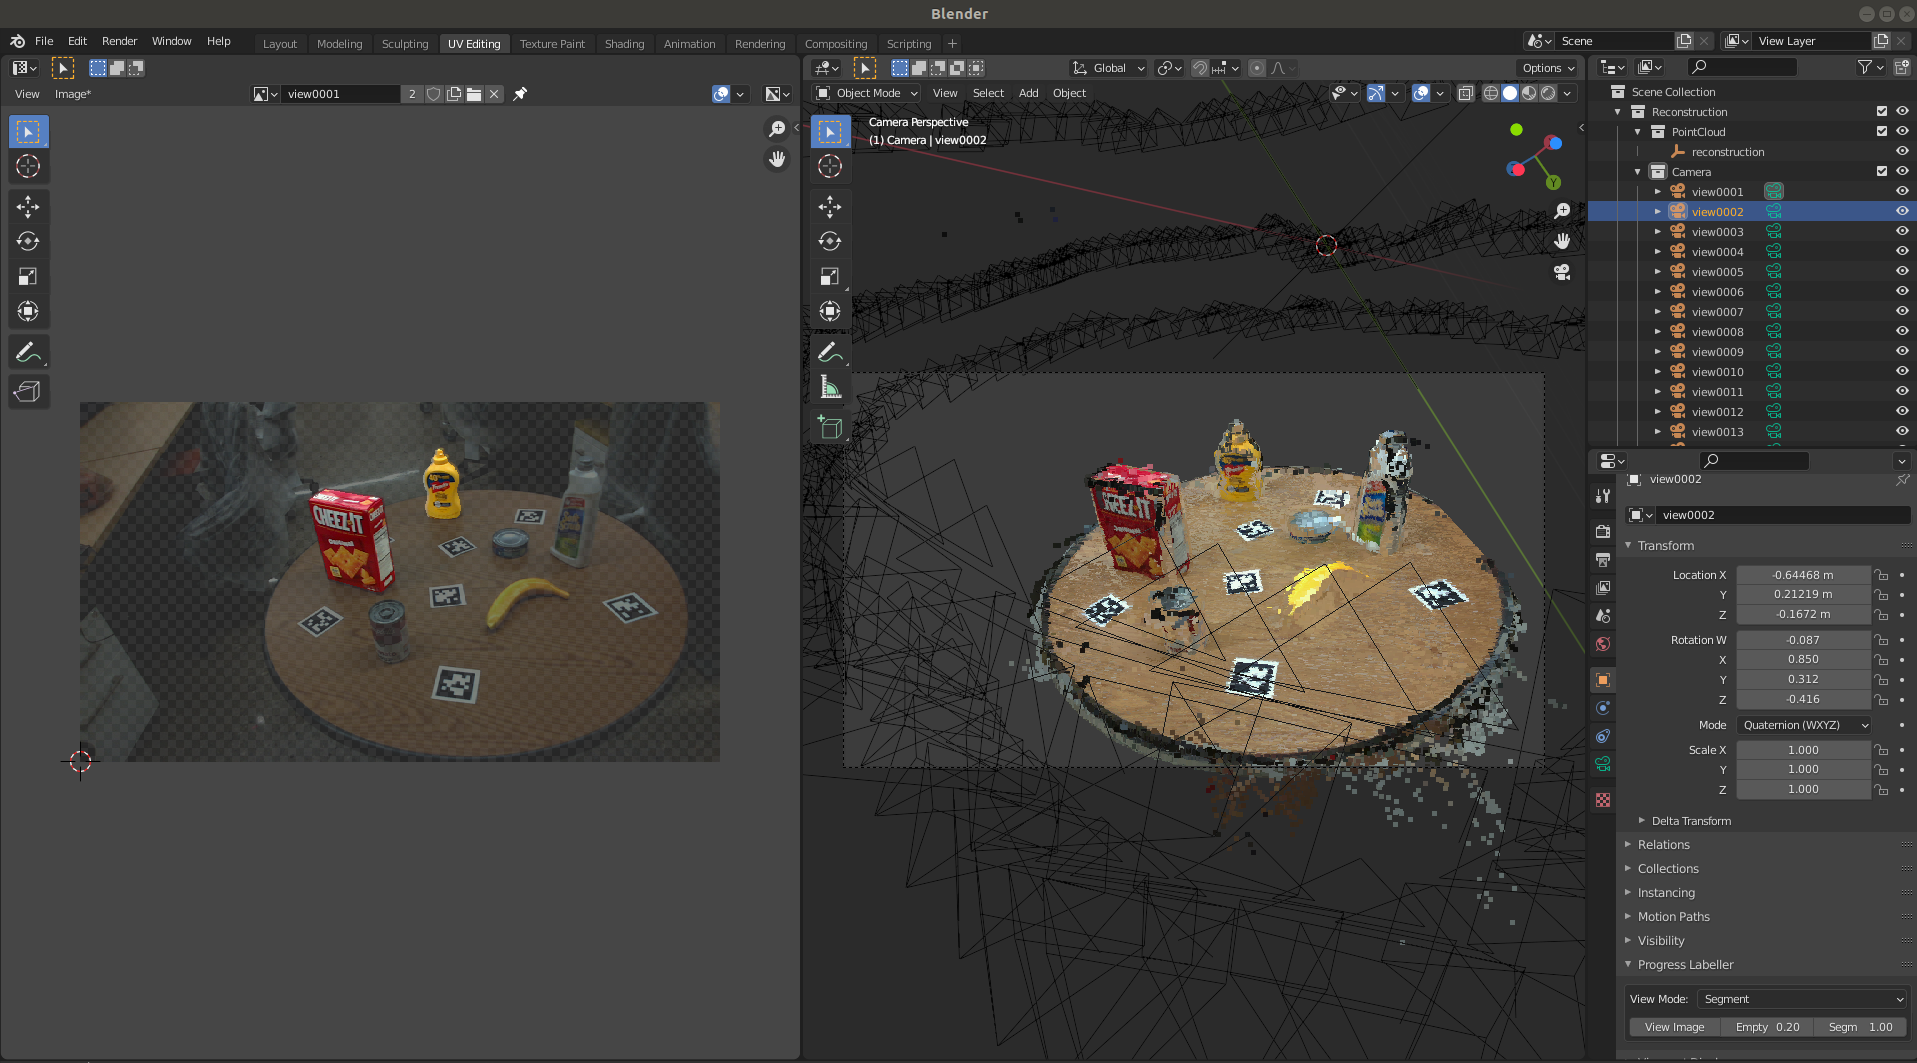 Blender
File Edit Render Window Help Layout Modeling Sculpting UV Editing Texture Paint Shading Animation Rendering Compositing Scripting + Scene View Layer
Global Options
View Image* view0001 2 Object Mode View Select Add Object
Camera Perspective
(1) Camera | view0002
Y
CHEEZ-IT
CHEEZ-IT
Scene Collection
Reconstruction
PointCloud
reconstruction
Camera
view0001
view0002
view0003
view0004
view0005
view0006
view0007
view0008
view0009
view0010
view0011
view0012
view0013
view0002
view0002
Transform
Location X -0.64468 m
Y 0.21219 m
Z -0.1672 m
Rotation W -0.087
X 0.850
Y 0.312
Z -0.416
Mode Quaternion (WXYZ)
Scale X 1.000
Y 1.000
Z 1.000
Delta Transform
Relations
Collections
Instancing
Motion Paths
Visibility
Progress Labeller
View Mode: Segment
View Image Empty 0.20 Segm 1.00